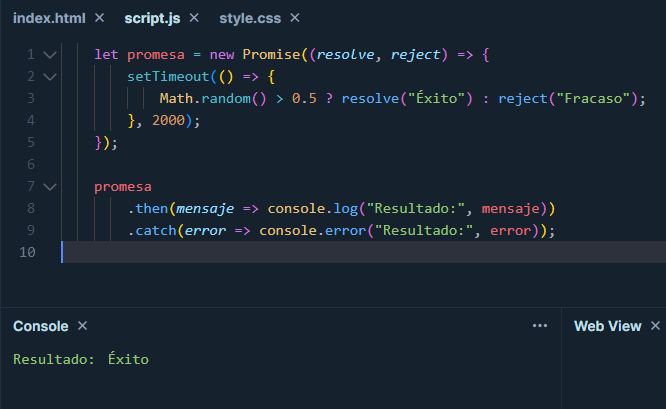 index.html × script.js × style.css ×
1 let promesa = new Promise((resolve, reject) => {
2 setTimeout(() => {
3 Math.random() > 0.5 ? resolve("Éxito") : reject("Fracaso");
4 }, 2000);
5 });
6
7 promesa
8 .then(mensaje => console.log("Resultado:", mensaje))
9 .catch(error => console.error("Resultado:", error));
10
Console × ··· Web View ×
Resultado: Éxito